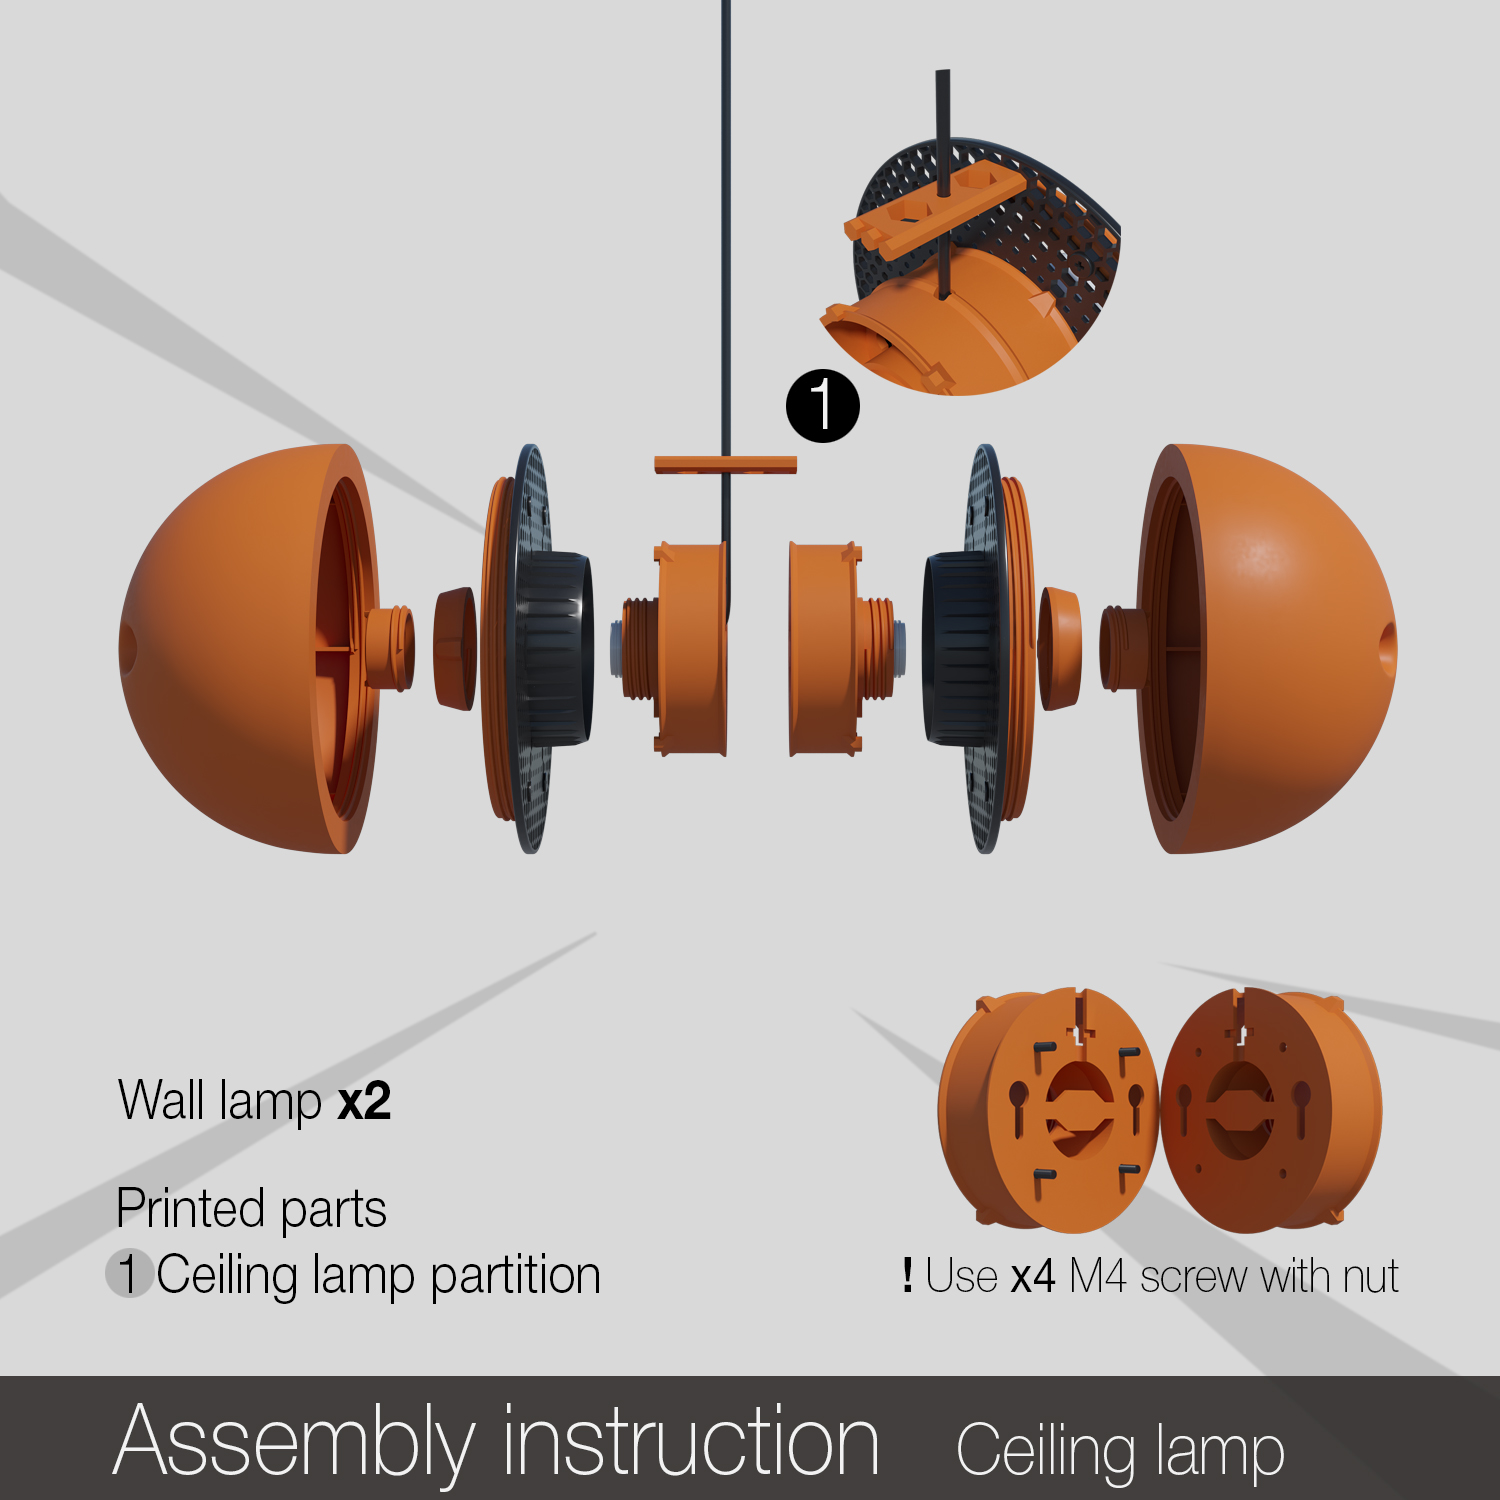 1
Wall lamp x2
Printed parts
1 Ceiling lamp partition
! Use x4 M4 screw with nut
Assembly instruction Ceiling lamp